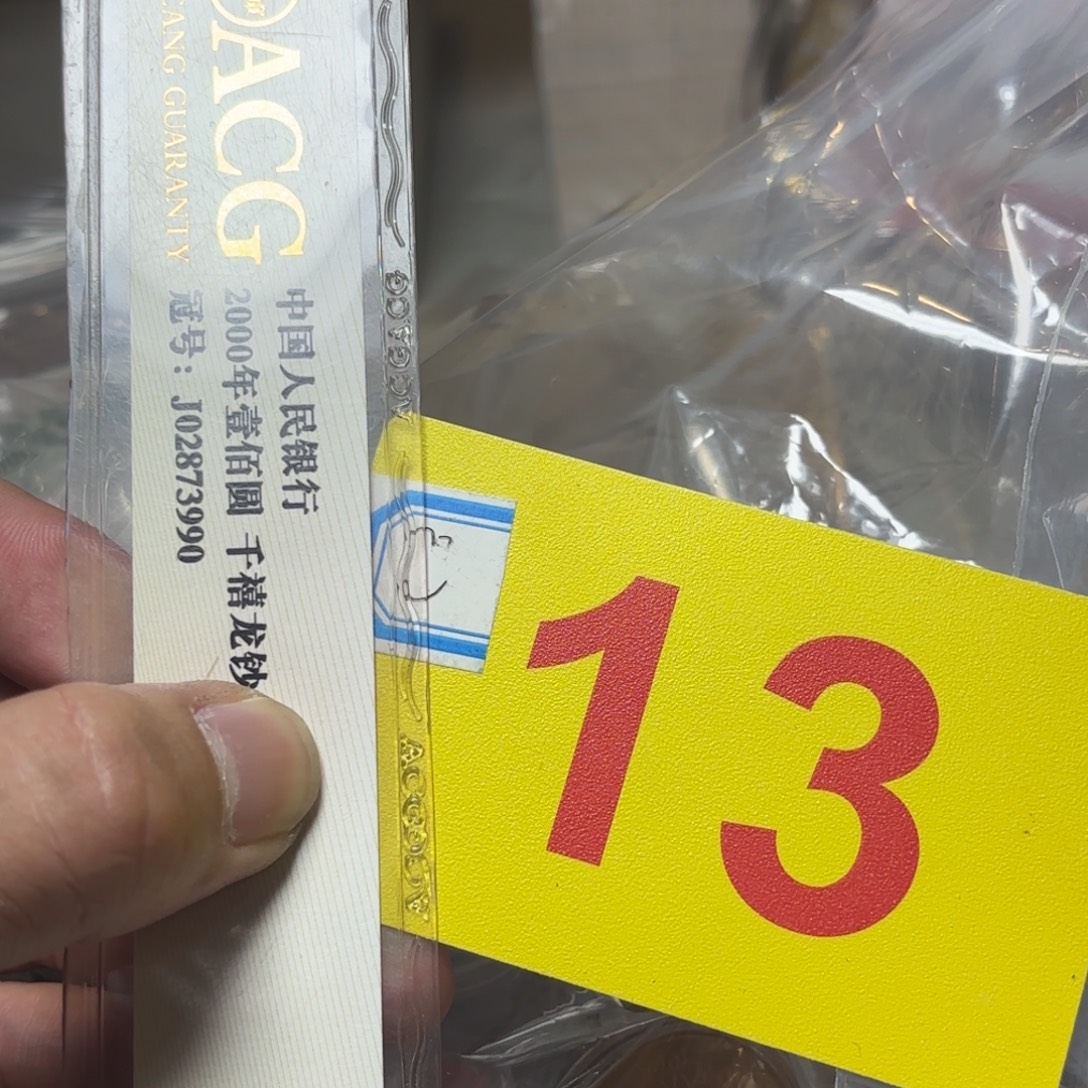 ACG
CANG GUARANTY
中国人民银行
2000年壹佰圆 千禧龙钞
冠号：J02873990
13